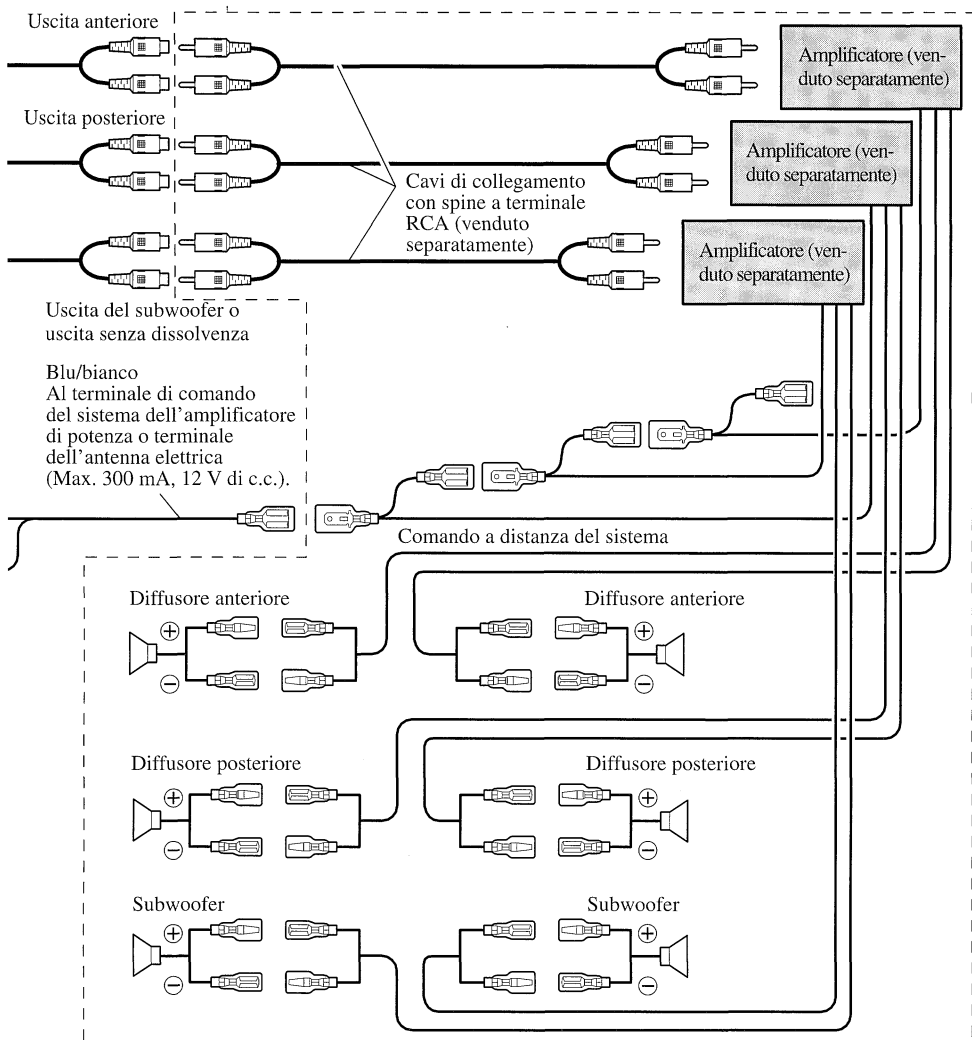 Uscita anteriore
Amplificatore (ven-
duto separatamente)
Uscita posteriore
Amplificatore (ven-
duto separatamente)
Cavi di collegamento
con spine a terminale
RCA (venduto
separatamente)
Amplificatore (ven-
duto separatamente)
Uscita del subwoofer o
uscita senza dissolvenza
Blu/bianco
Al terminale di comando
del sistema dell'amplificatore
di potenza o terminale
dell'antenna elettrica
(Max. 300 mA, 12 V di c.c.).
Comando a distanza del sistema
Diffusore anteriore
+
−
Diffusore anteriore
+
−
Diffusore posteriore
+
−
Diffusore posteriore
+
−
Subwoofer
+
−
Subwoofer
+
−